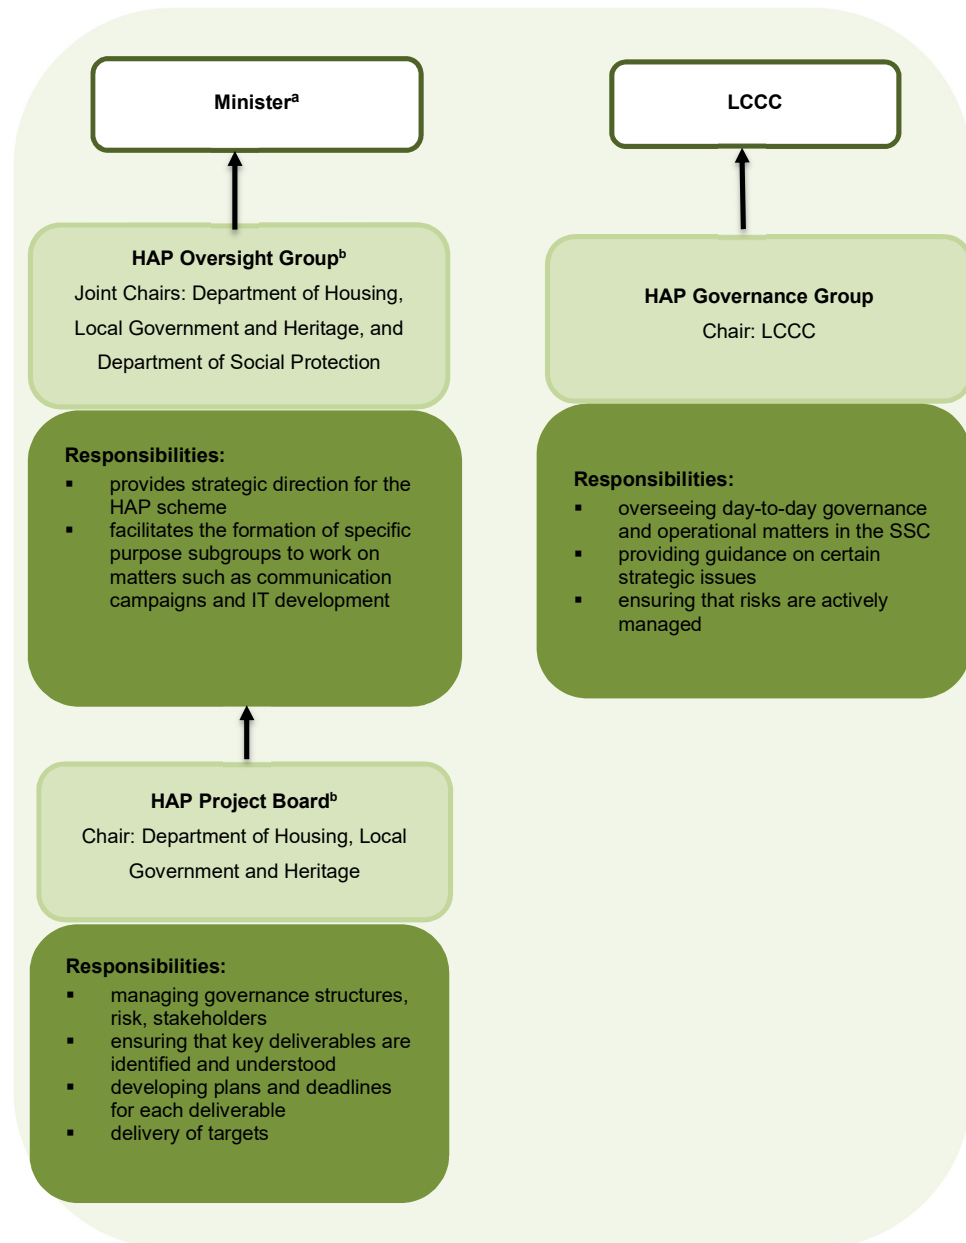 Ministerᵃ
LCCC
HAP Oversight Groupᵇ
Joint Chairs: Department of Housing,
Local Government and Heritage, and
Department of Social Protection
HAP Governance Group
Chair: LCCC
Responsibilities:
▪ provides strategic direction for the
HAP scheme
▪ facilitates the formation of specific
purpose subgroups to work on
matters such as communication
campaigns and IT development
Responsibilities:
▪ overseeing day-to-day governance
and operational matters in the SSC
▪ providing guidance on certain
strategic issues
▪ ensuring that risks are actively
managed
HAP Project Boardᵇ
Chair: Department of Housing, Local
Government and Heritage
Responsibilities:
▪ managing governance structures,
risk, stakeholders
▪ ensuring that key deliverables are
identified and understood
▪ developing plans and deadlines
for each deliverable
▪ delivery of targets